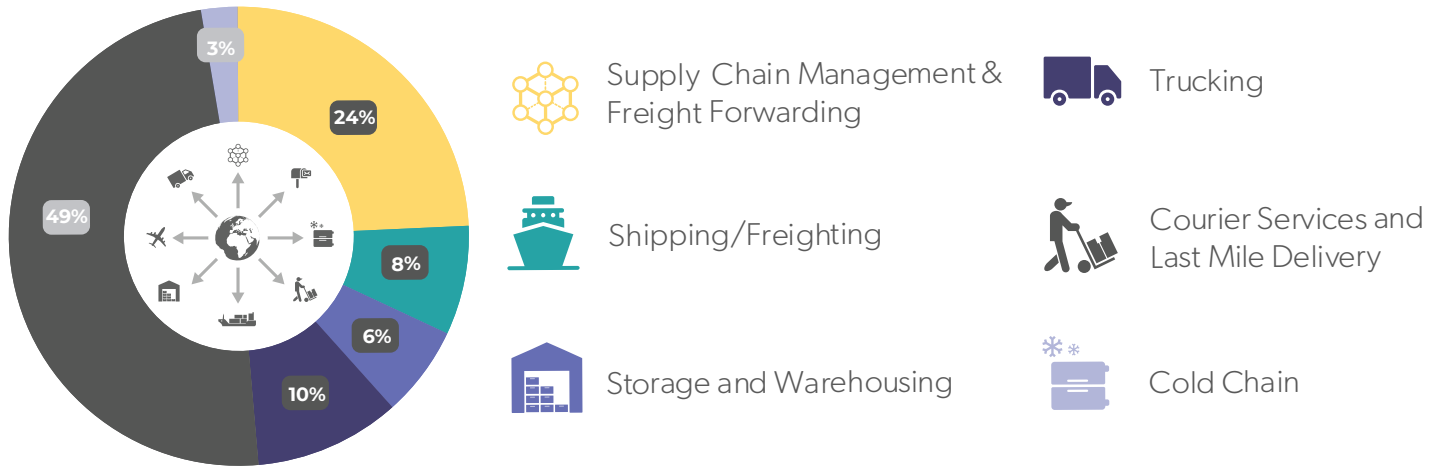 3%
24%
49%
8%
6%
10%
Supply Chain Management &
Freight Forwarding
Trucking
Shipping/Freighting
Courier Services and
Last Mile Delivery
Storage and Warehousing
Cold Chain